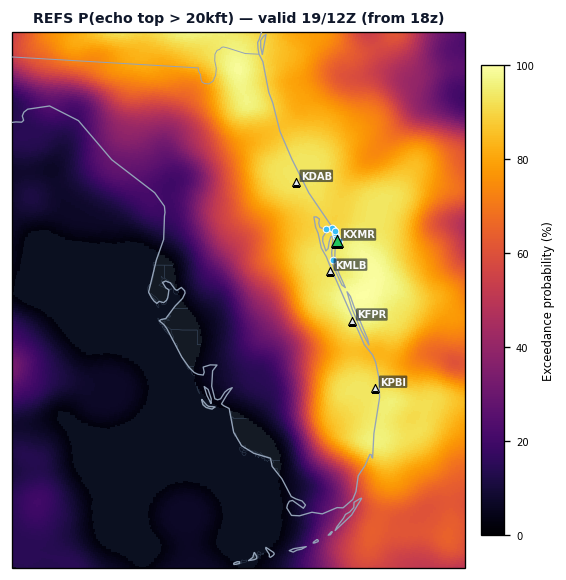 REFS P(echo top > 20kft) — valid 19/12Z (from 18z)
KDAB
KXMR
KMLB
KFPR
KPBI
100
80
60
40
20
0
Exceedance probability (%)